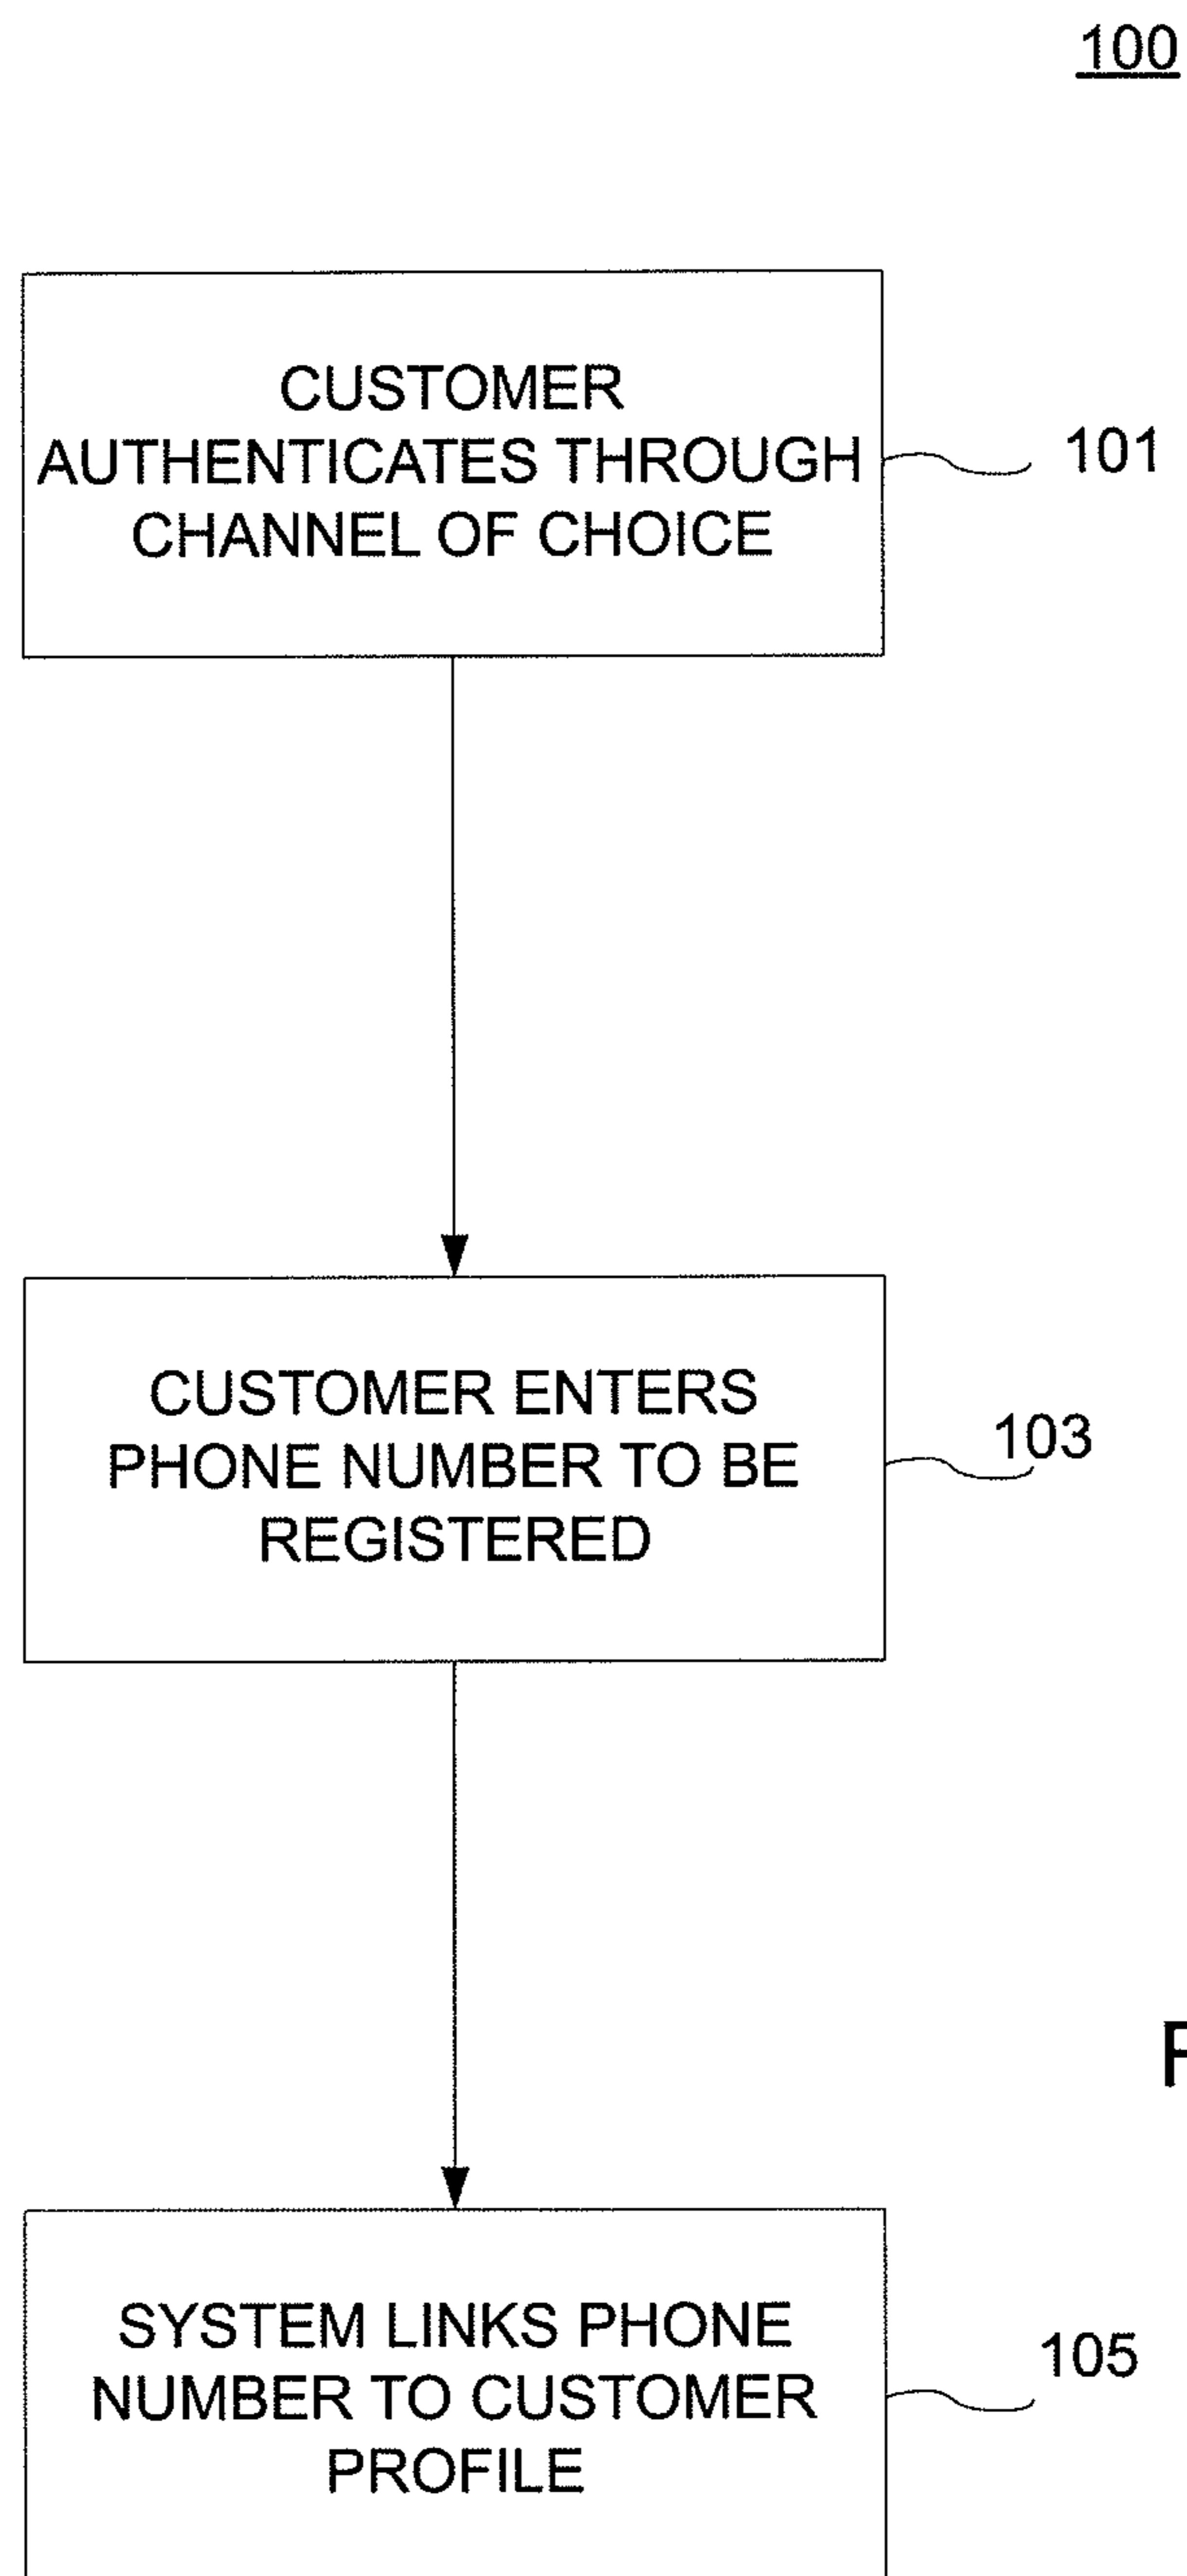 100
CUSTOMER
AUTHENTICATES THROUGH
CHANNEL OF CHOICE
101
CUSTOMER ENTERS
PHONE NUMBER TO BE
REGISTERED
103
SYSTEM LINKS PHONE
NUMBER TO CUSTOMER
PROFILE
105